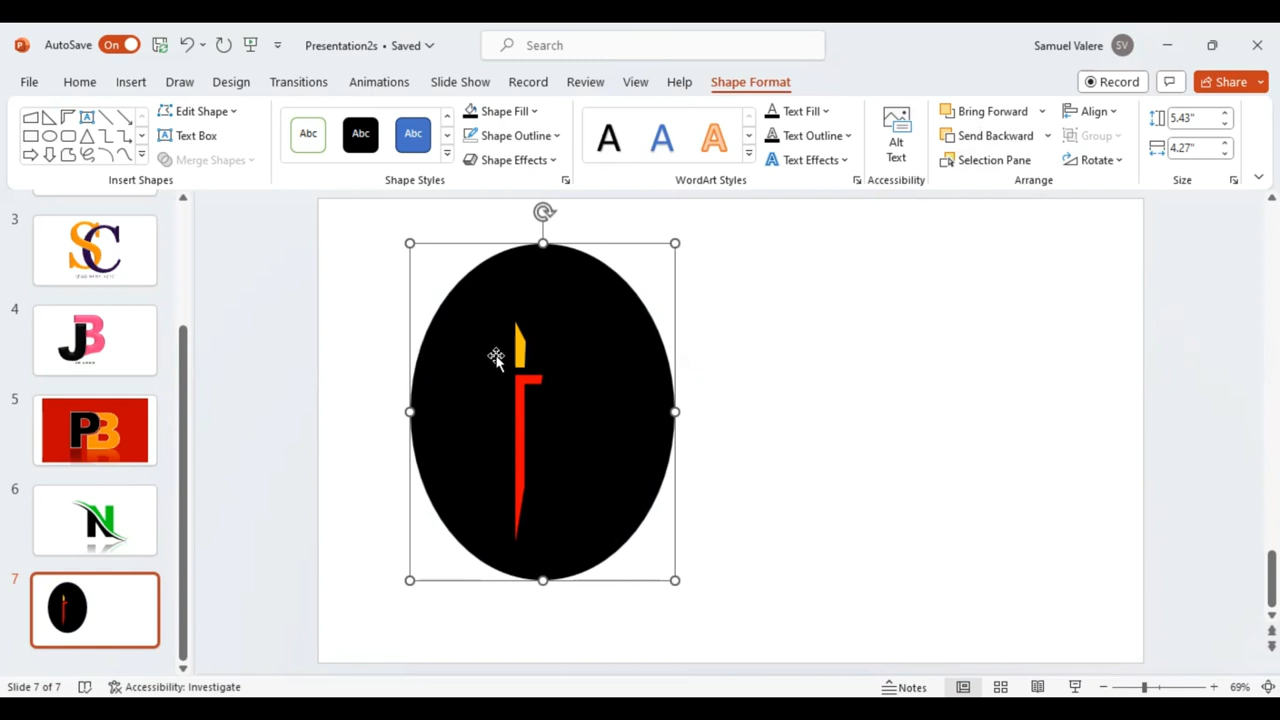 AutoSave On Presentation2s • Saved Search Samuel Valere SV
File Home Insert Draw Design Transitions Animations Slide Show Record Review View Help Shape Format Record Share
Edit Shape
Text Box
Merge Shapes
Insert Shapes
Abc Abc Abc
Shape Fill
Shape Outline
Shape Effects
Shape Styles
A A A
Text Fill
Text Outline
Text Effects
WordArt Styles
Alt
Text
Accessibility
Bring Forward
Send Backward
Selection Pane
Align
Group
Rotate
Arrange
5.43"
4.27"
Size
3
SC
4
JB
5
PB
6
N
7
Slide 7 of 7 Accessibility: Investigate Notes 69%